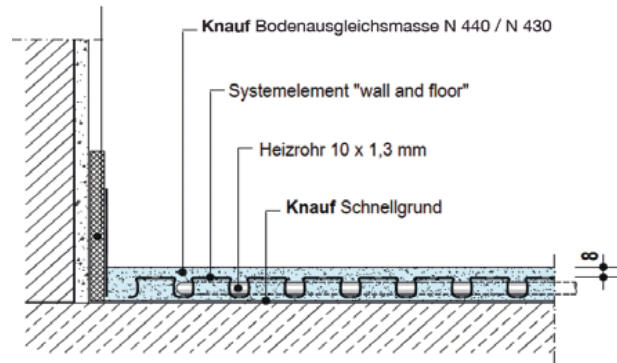 Knauf Bodenausgleichsmasse N 440 / N 430
Systemelement "wall and floor"
Heizrohr 10 x 1,3 mm
Knauf Schnellgrund
8